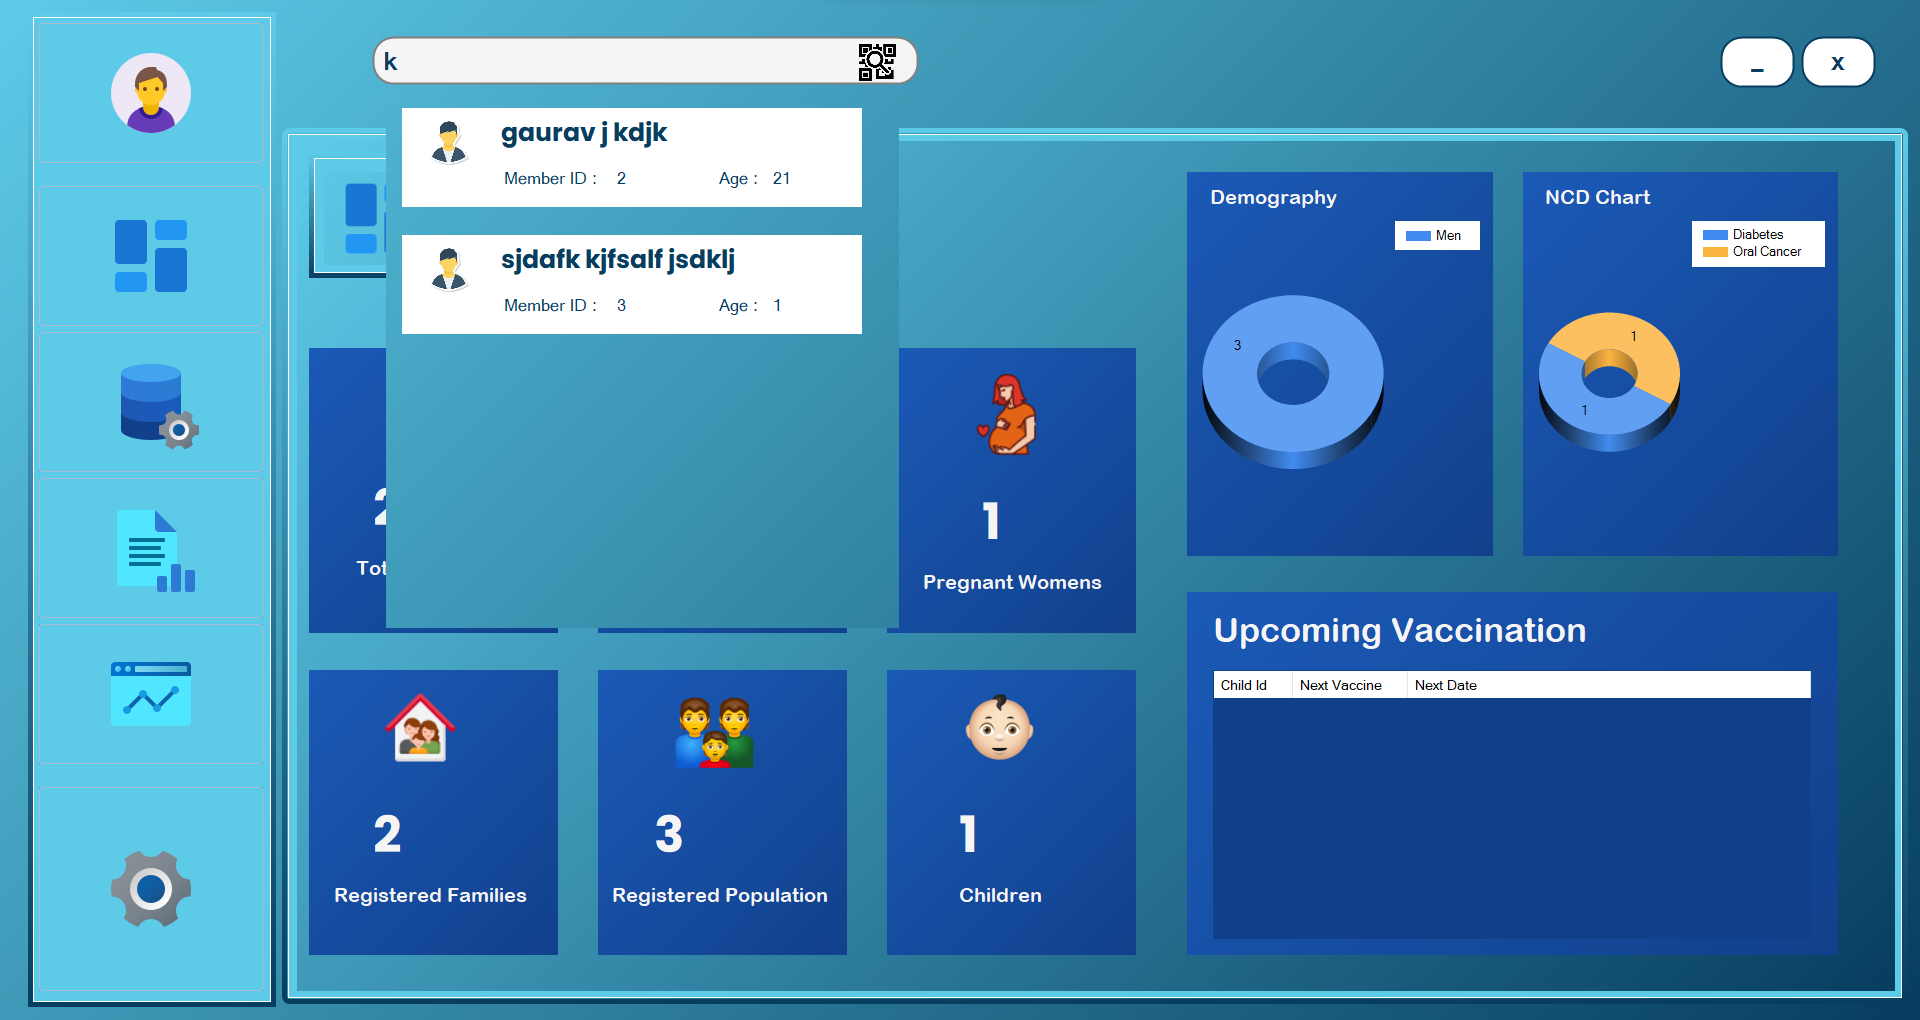 k
_
x
gaurav j kdjk
Member ID : 2 Age : 21
sjdafk kjfsalf jsdklj
Member ID : 3 Age : 1
Demography
Men
3
NCD Chart
Diabetes
Oral Cancer
1
1
1
Pregnant Womens
Upcoming Vaccination
Child Id Next Vaccine Next Date
2
Registered Families
3
Registered Population
1
Children